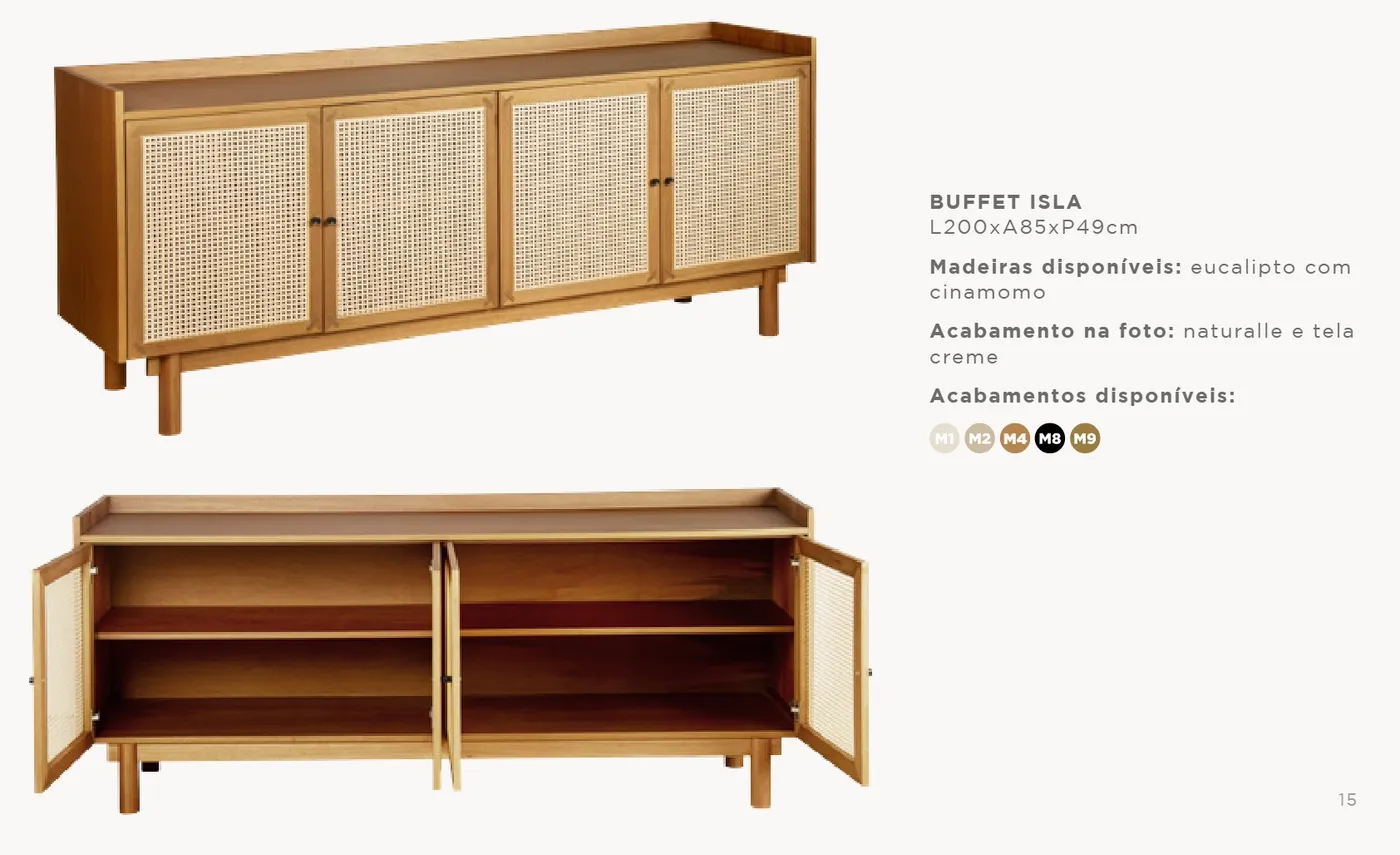 BUFFET ISLA
L200xA85xP49cm
Madeiras disponíveis: eucalipto com
cinamomo
Acabamento na foto: naturalle e tela
creme
Acabamentos disponíveis:
M1 M2 M4 M8 M9
15